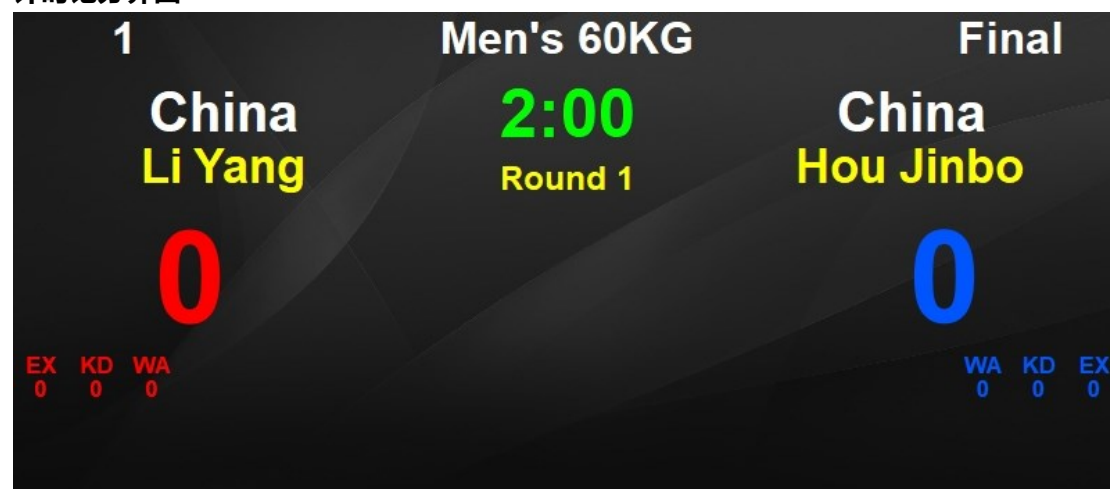 1 Men's 60KG Final
China 2:00 China
Li Yang Round 1 Hou Jinbo
0 0
EX KD WA WA KD EX
0 0 0 0 0 0